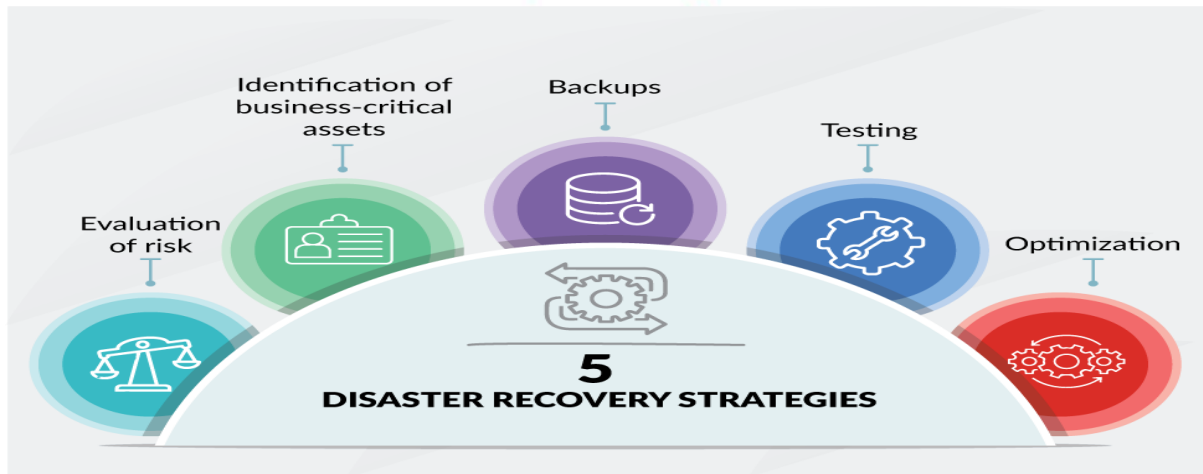 Evaluation
of risk
Identification of
business-critical
assets
Backups
Testing
Optimization
5
DISASTER RECOVERY STRATEGIES